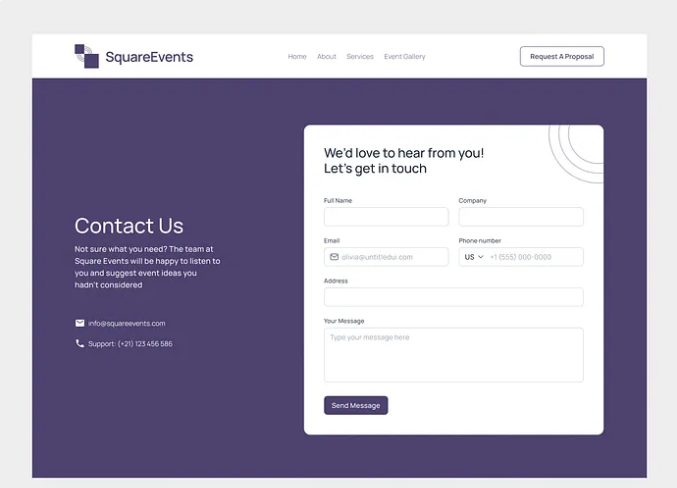 SquareEvents
Home About Services Event Gallery
Request A Proposal
Contact Us
Not sure what you need? The team at
Square Events will be happy to listen to
you and suggest event ideas you
hadn't considered
info@squareevents.com
Support: (+21) 123 456 586
We'd love to hear from you!
Let's get in touch
Full Name
Company
Email
Phone number
olivia@untitledui.com
US +1 (555) 000-0000
Address
Your Message
Type your message here
Send Message